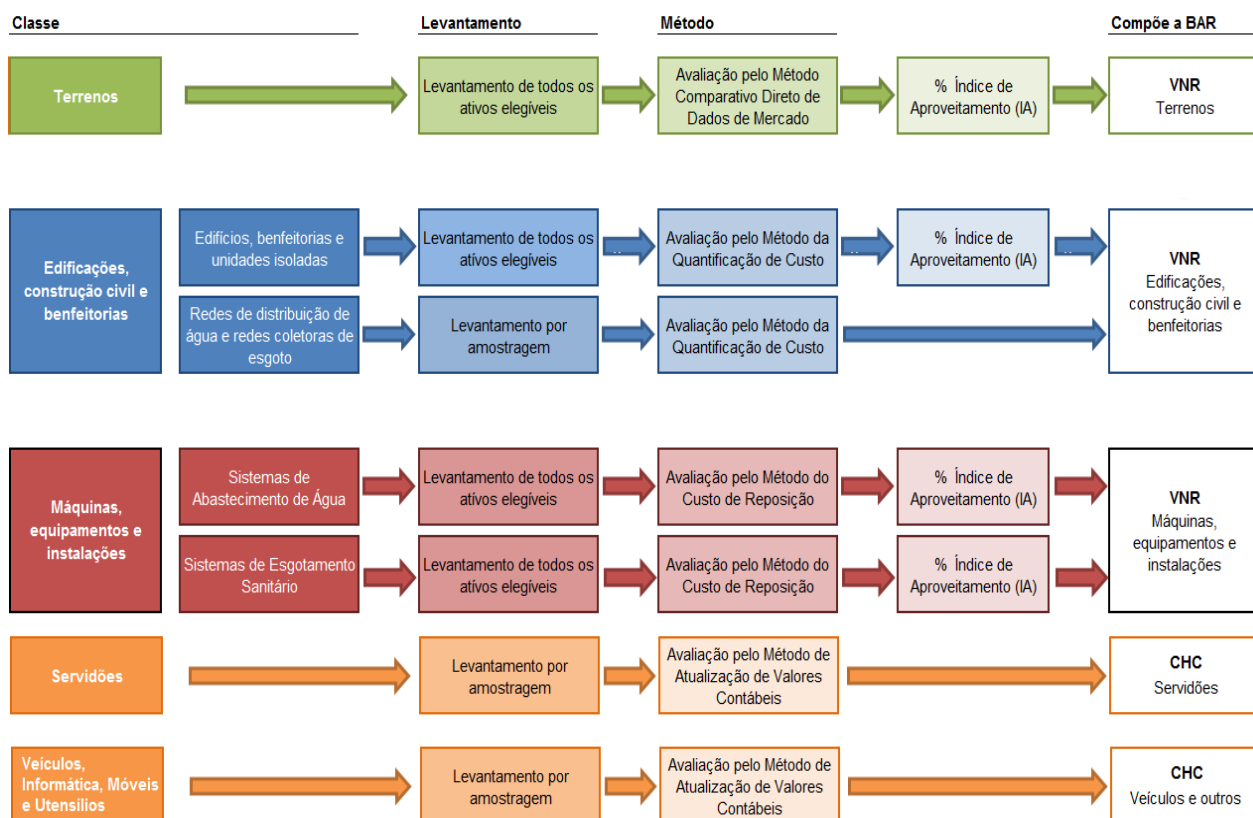 Classe
Levantamento
Método
Compõe a BAR
Terrenos
Levantamento de todos os
ativos elegíveis
Avaliação pelo Método
Comparativo Direto de
Dados de Mercado
% Índice de
Aproveitamento (IA)
VNR
Terrenos
Edificações,
construção civil e
benfeitorias
Edifícios, benfeitorias e
unidades isoladas
Levantamento de todos os
ativos elegíveis
Avaliação pelo Método da
Quantificação de Custo
% Índice de
Aproveitamento (IA)
VNR
Edificações,
construção civil e
benfeitorias
Redes de distribuição de
água e redes coletoras de
esgoto
Levantamento por
amostragem
Avaliação pelo Método da
Quantificação de Custo
Máquinas,
equipamentos e
instalações
Sistemas de
Abastecimento de Água
Levantamento de todos os
ativos elegíveis
Avaliação pelo Método do
Custo de Reposição
% Índice de
Aproveitamento (IA)
VNR
Máquinas,
equipamentos e
instalações
Sistemas de Esgotamento
Sanitário
Levantamento de todos os
ativos elegíveis
Avaliação pelo Método do
Custo de Reposição
% Índice de
Aproveitamento (IA)
Servidões
Levantamento por
amostragem
Avaliação pelo Método de
Atualização de Valores
Contábeis
CHC
Servidões
Veículos,
Informática, Móveis
e Utensílios
Levantamento por
amostragem
Avaliação pelo Método de
Atualização de Valores
Contábeis
CHC
Veículos e outros